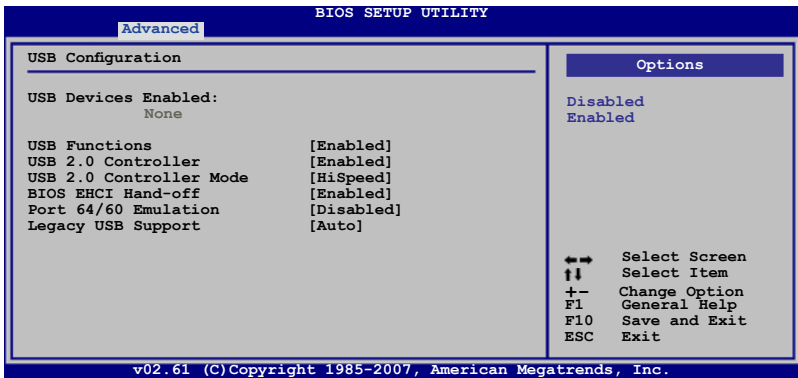 BIOS SETUP UTILITY
Advanced
USB Configuration
USB Devices Enabled:
None
USB Functions [Enabled]
USB 2.0 Controller [Enabled]
USB 2.0 Controller Mode [HiSpeed]
BIOS EHCI Hand-off [Enabled]
Port 64/60 Emulation [Disabled]
Legacy USB Support [Auto]
Options
Disabled
Enabled
←→ Select Screen
↑↓ Select Item
+- Change Option
F1 General Help
F10 Save and Exit
ESC Exit
v02.61 (C)Copyright 1985-2007, American Megatrends, Inc.